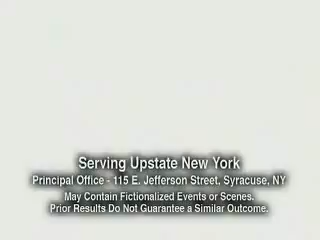 Serving Upstate New York
Principal Office - 115 E. Jefferson Street, Syracuse, NY
May Contain Fictionalized Events or Scenes.
Prior Results Do Not Guarantee a Similar Outcome.